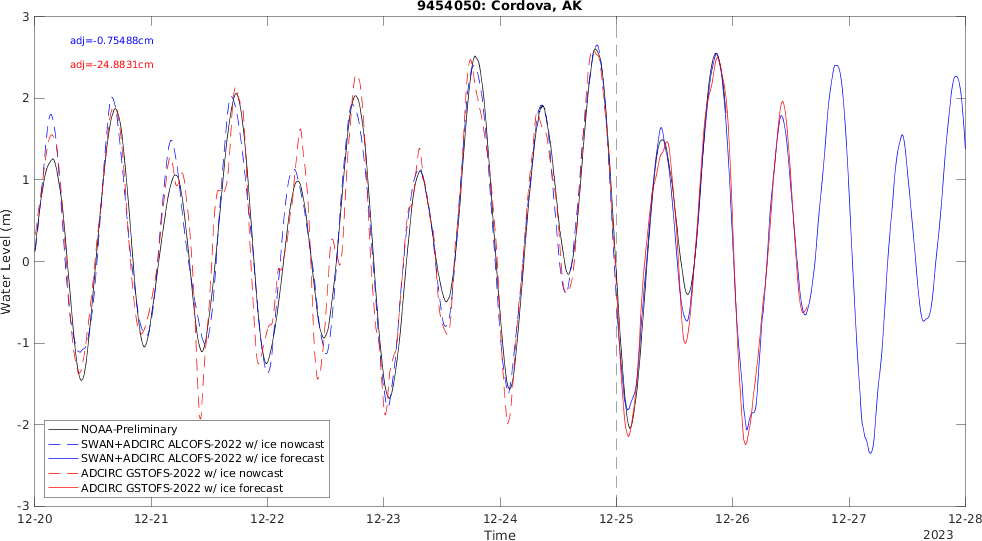 9454050: Cordova, AK
adj=-0.75488cm
adj=-24.8831cm
Water Level (m)
3
2
1
0
-1
-2
-3
NOAA-Preliminary
SWAN+ADCIRC ALCOFS-2022 w/ ice nowcast
SWAN+ADCIRC ALCOFS-2022 w/ ice forecast
ADCIRC GSTOFS-2022 w/ ice nowcast
ADCIRC GSTOFS-2022 w/ ice forecast
12-20 12-21 12-22 12-23 12-24 12-25 12-26 12-27 12-28
Time
2023